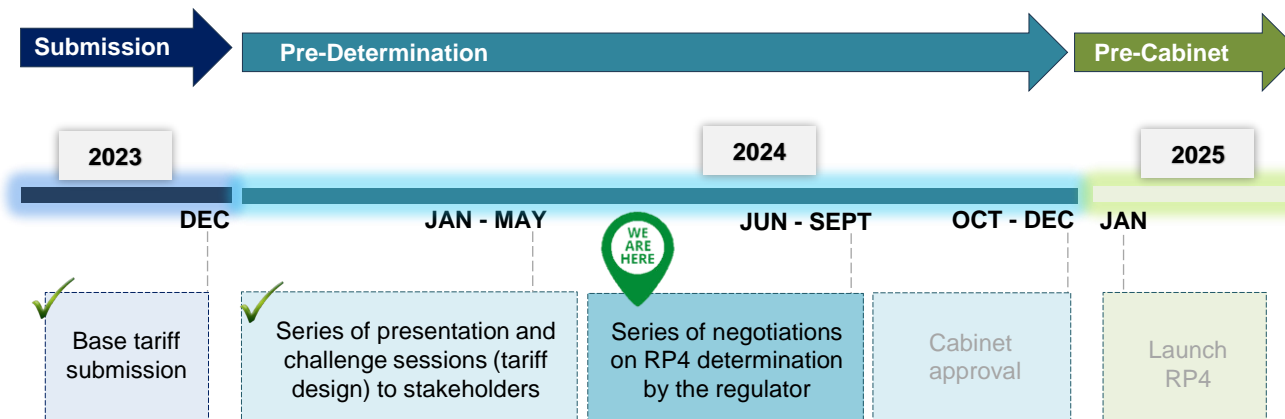 Submission
Pre-Determination
Pre-Cabinet
2023
2024
2025
DEC
JAN - MAY
WE
ARE
HERE
JUN - SEPT
OCT - DEC
JAN
Base tariff
submission
Series of presentation and
challenge sessions (tariff
design) to stakeholders
Series of negotiations
on RP4 determination
by the regulator
Cabinet
approval
Launch
RP4